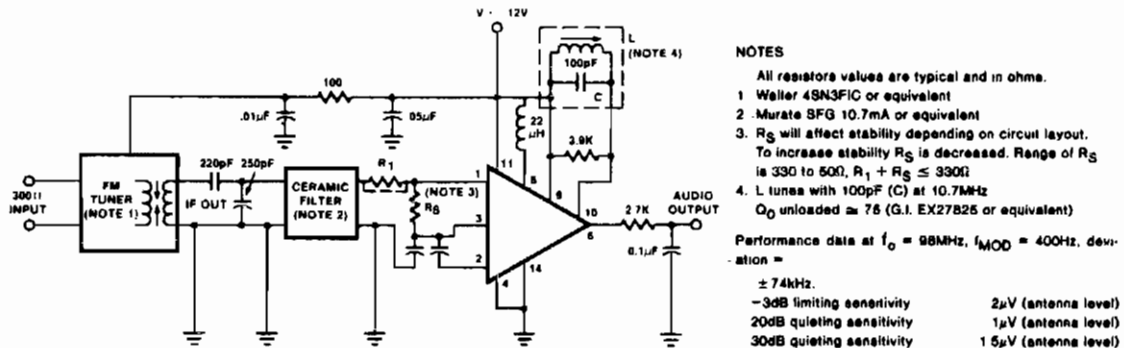 V · 12V
L
(NOTE 4)
100pF
C
100
.01µF
05µF
22
µH
3.9K
220pF
250pF
300Ω
INPUT
FM
TUNER
(NOTE 1)
IF OUT
CERAMIC
FILTER
(NOTE 2)
R1
(NOTE 3)
RS
1
3
2
4
14
11
8
9
10
6
2.7K
AUDIO
OUTPUT
0.1µF
NOTES
All resistors values are typical and in ohms.
1 Waller 4SN3FIC or equivalent
2 Murate SFG 10.7mA or equivalent
3. RS will affect stability depending on circuit layout.
To increase stability RS is decreased. Range of RS
is 330 to 50Ω, R1 + RS ≤ 330Ω
4. L tunes with 100pF (C) at 10.7MHz
QO unloaded ≅ 75 (G.I. EX27825 or equivalent)
Performance data at fo = 98MHz, fMOD = 400Hz, devi-
ation =
± 74kHz.
−3dB limiting sensitivity 2µV (antenna level)
20dB quieting sensitivity 1µV (antenna level)
30dB quieting sensitivity 1 5µV (antenna level)